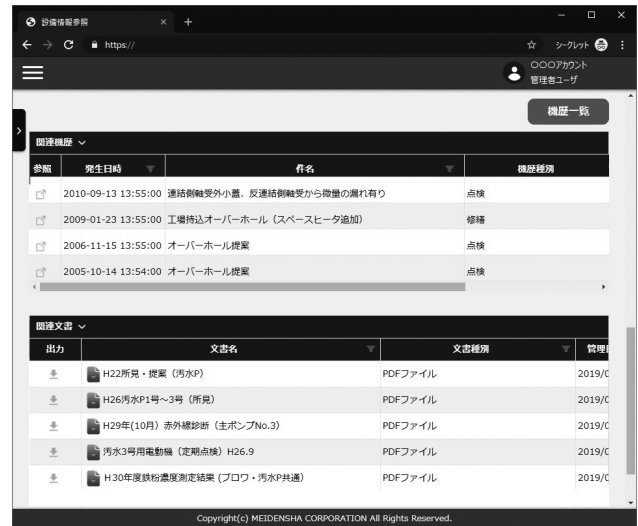 設備情報参照
https://
シークレット
○○○アカウント
管理者ユーザ
機歴一覧
関連機歴
参照 発生日時 件名 機歴種別
2010-09-13 13:55:00 連結側軸受外小蓋、反連結側軸受から微量の漏れ有り 点検
2009-01-23 13:55:00 工場持込オーバーホール（スペースヒータ追加） 修繕
2006-11-15 13:55:00 オーバーホール提案 点検
2005-10-14 13:54:00 オーバーホール提案 点検
関連文書
出力 文書名 文書種別 管理
H22所見・提案（汚水P） PDFファイル 2019/0
H26汚水P1号～3号（所見） PDFファイル 2019/0
H29年(10月）赤外線診断（主ポンプNo.3） PDFファイル 2019/0
汚水3号用電動機（定期点検）H26.9 PDFファイル 2019/0
H30年度鉄粉濃度測定結果 (ブロワ・汚水P共通） PDFファイル 2019/0
Copyright(c) MEIDENSHA CORPORATION All Rights Reserved.